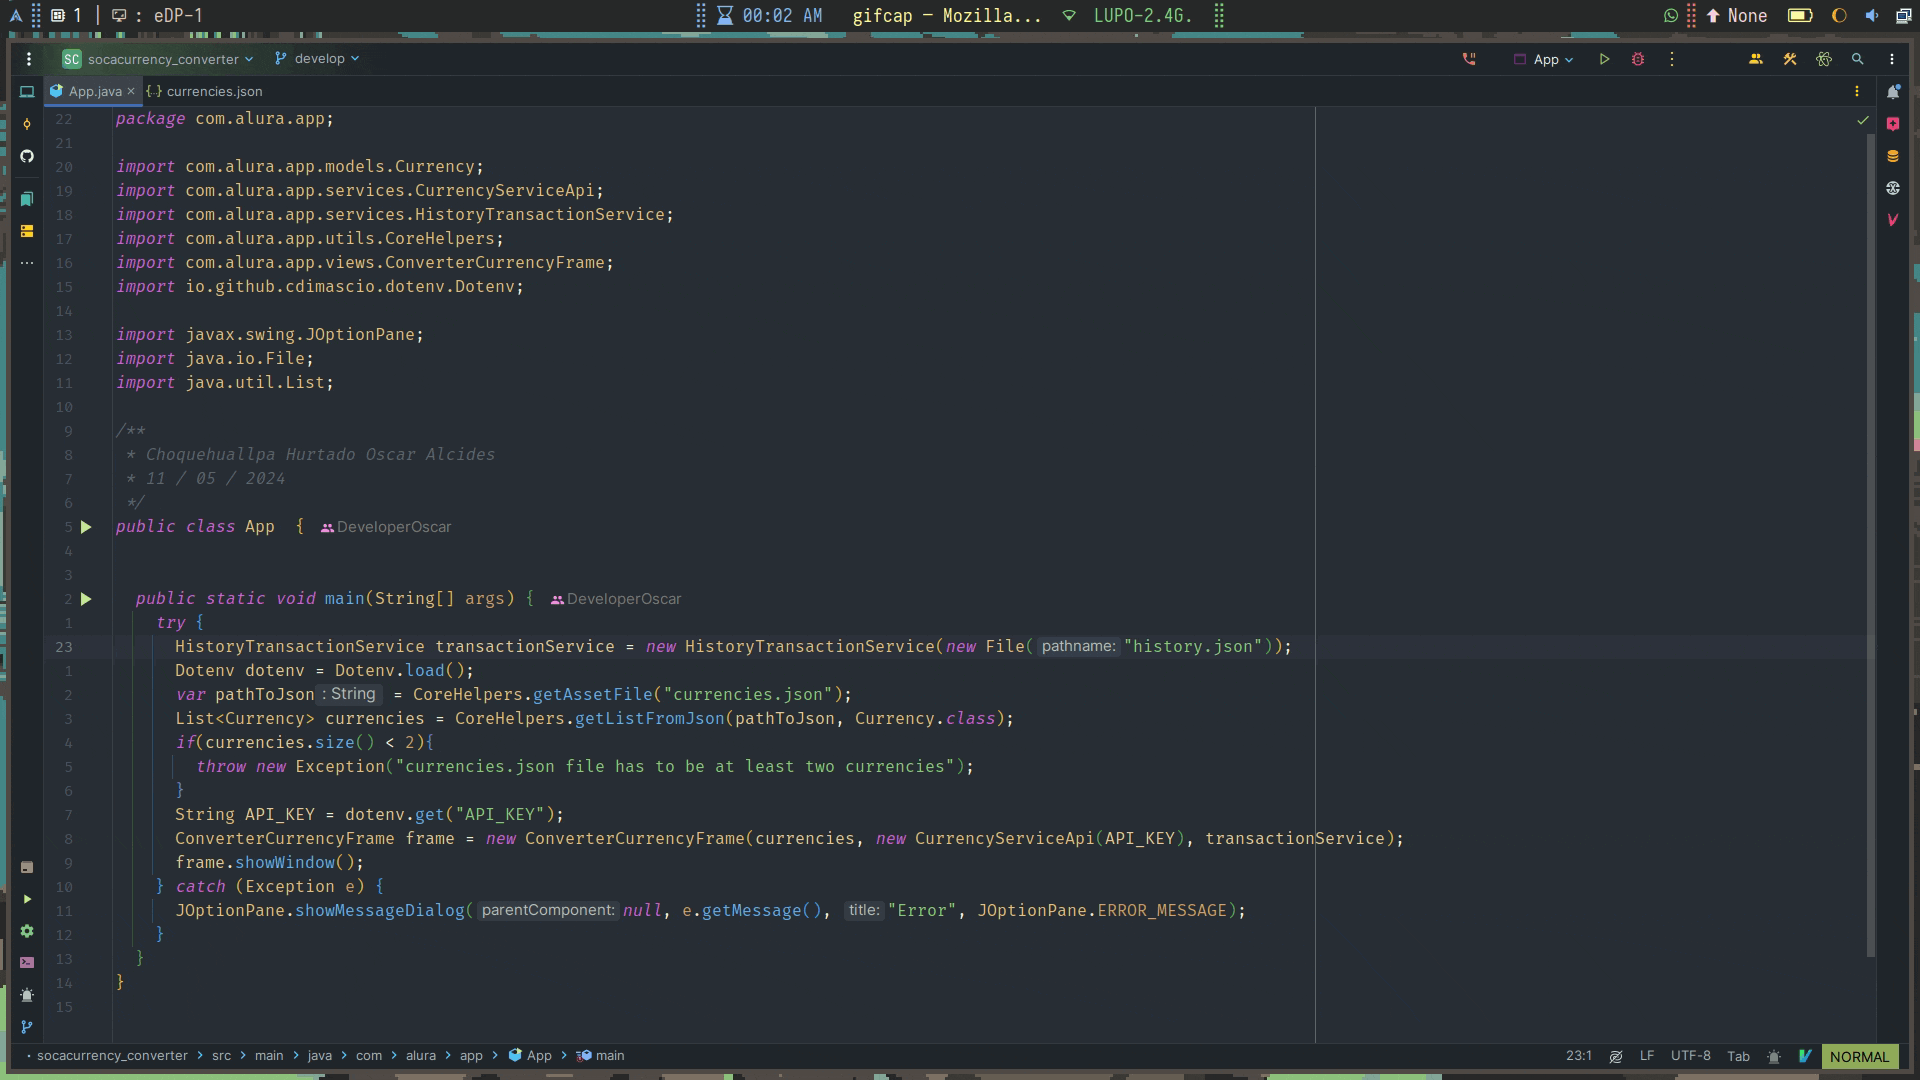 1 | : eDP-1
00:02 AM
gifcap — Mozilla...
LUPO-2.4G.
None
SC socacurrency_converter
develop
App
App.java ×
{..} currencies.json
22 package com.alura.app;
21
20 import com.alura.app.models.Currency;
19 import com.alura.app.services.CurrencyServiceApi;
18 import com.alura.app.services.HistoryTransactionService;
17 import com.alura.app.utils.CoreHelpers;
16 import com.alura.app.views.ConverterCurrencyFrame;
15 import io.github.cdimascio.dotenv.Dotenv;
14
13 import javax.swing.JOptionPane;
12 import java.io.File;
11 import java.util.List;
10
9 /**
8 * Choquehuallpa Hurtado Oscar Alcides
7 * 11 / 05 / 2024
6 */
5 public class App { DeveloperOscar
4
3
2 public static void main(String[] args) { DeveloperOscar
1 try {
23 HistoryTransactionService transactionService = new HistoryTransactionService(new File( pathname: "history.json"));
1 Dotenv dotenv = Dotenv.load();
2 var pathToJson : String = CoreHelpers.getAssetFile("currencies.json");
3 List<Currency> currencies = CoreHelpers.getListFromJson(pathToJson, Currency.class);
4 if(currencies.size() < 2){
5 throw new Exception("currencies.json file has to be at least two currencies");
6 }
7 String API_KEY = dotenv.get("API_KEY");
8 ConverterCurrencyFrame frame = new ConverterCurrencyFrame(currencies, new CurrencyServiceApi(API_KEY), transactionService);
9 frame.showWindow();
10 } catch (Exception e) {
11 JOptionPane.showMessageDialog( parentComponent: null, e.getMessage(), title: "Error", JOptionPane.ERROR_MESSAGE);
12 }
13 }
14 }
15
socacurrency_converter > src > main > java > com > alura > app > App > main
23:1 LF UTF-8 Tab NORMAL